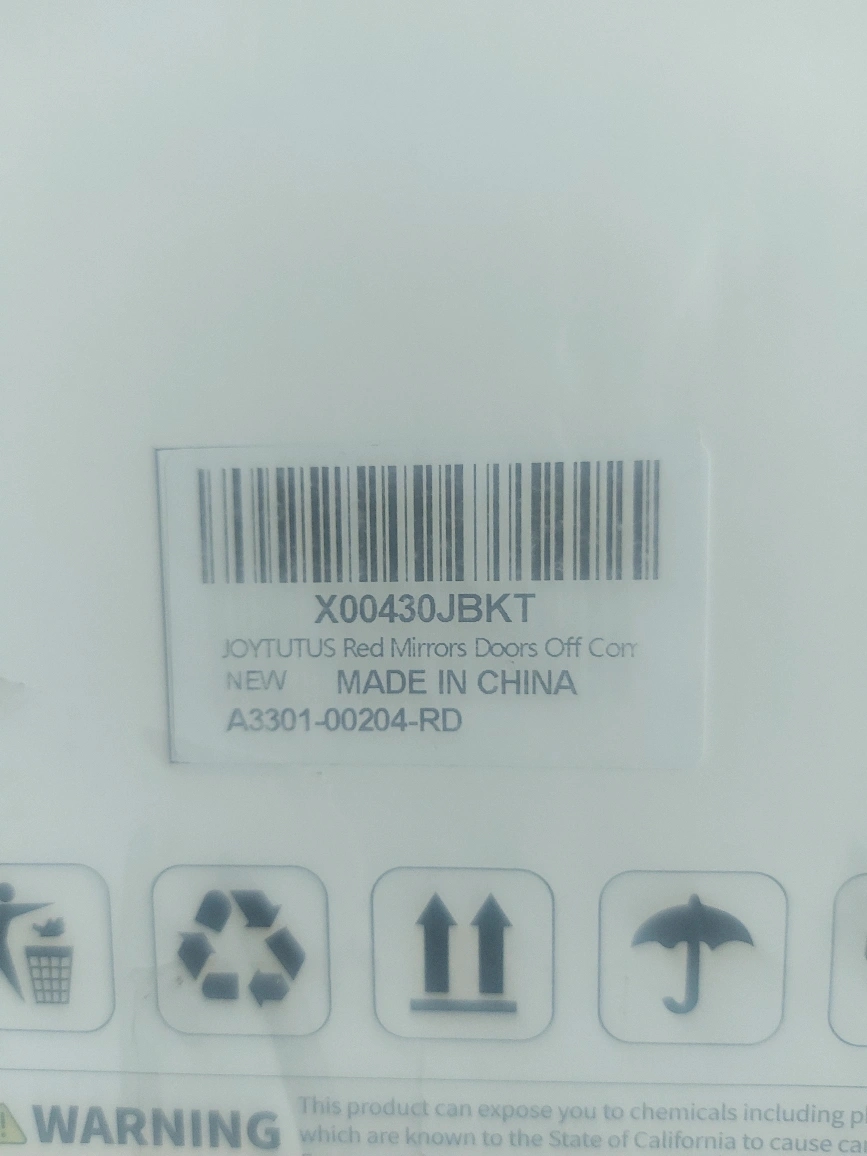 X00430JBKT
JOYTUTUS Red Mirrors Doors Off Com
NEW MADE IN CHINA
A3301-00204-RD
WARNING
This product can expose you to chemicals including
which are known to the State of California to cause